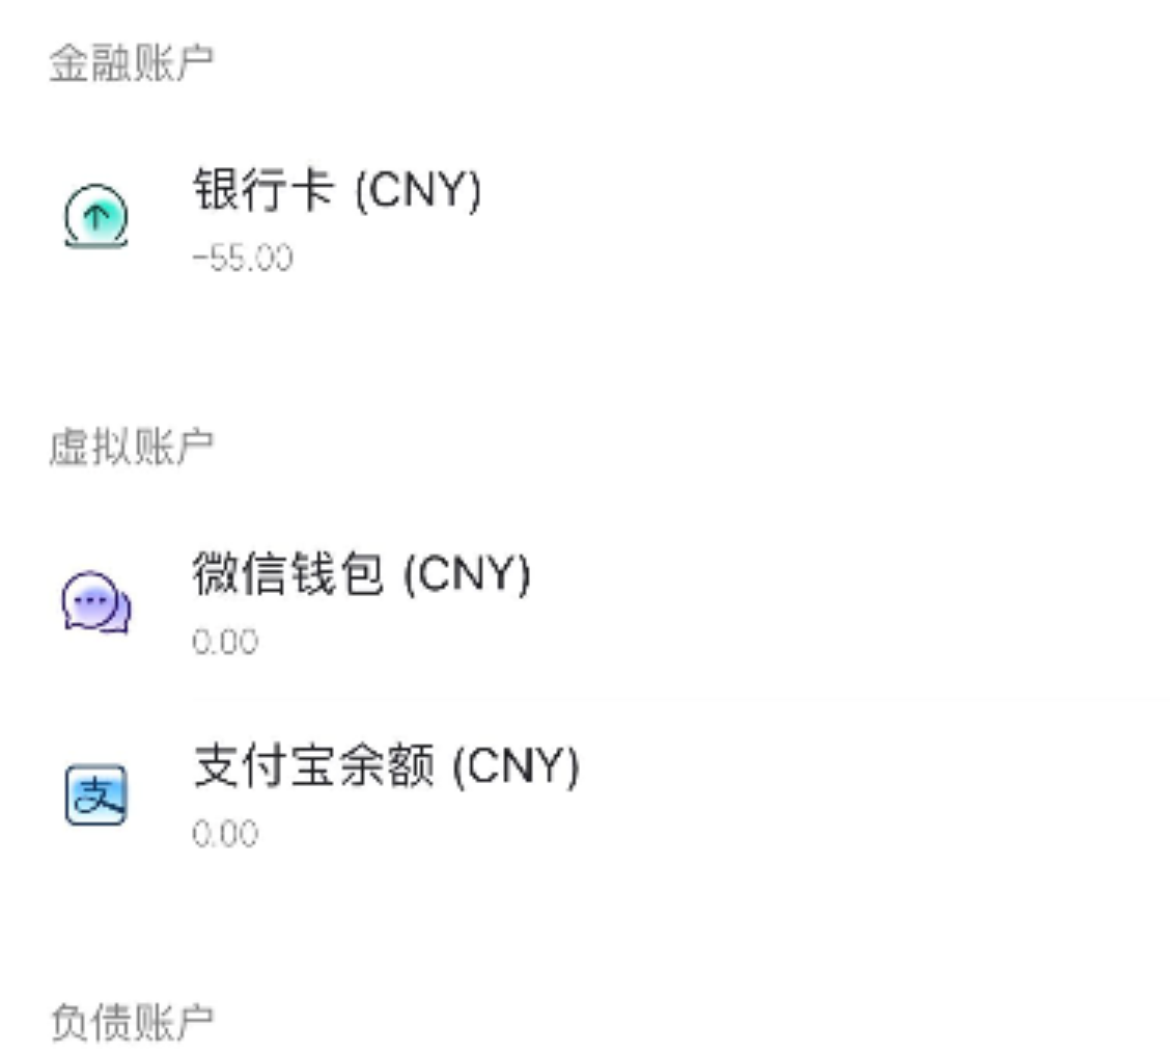 金融账户
银行卡 (CNY)
-55.00
虚拟账户
微信钱包 (CNY)
0.00
支付宝余额 (CNY)
支
0.00
负债账户